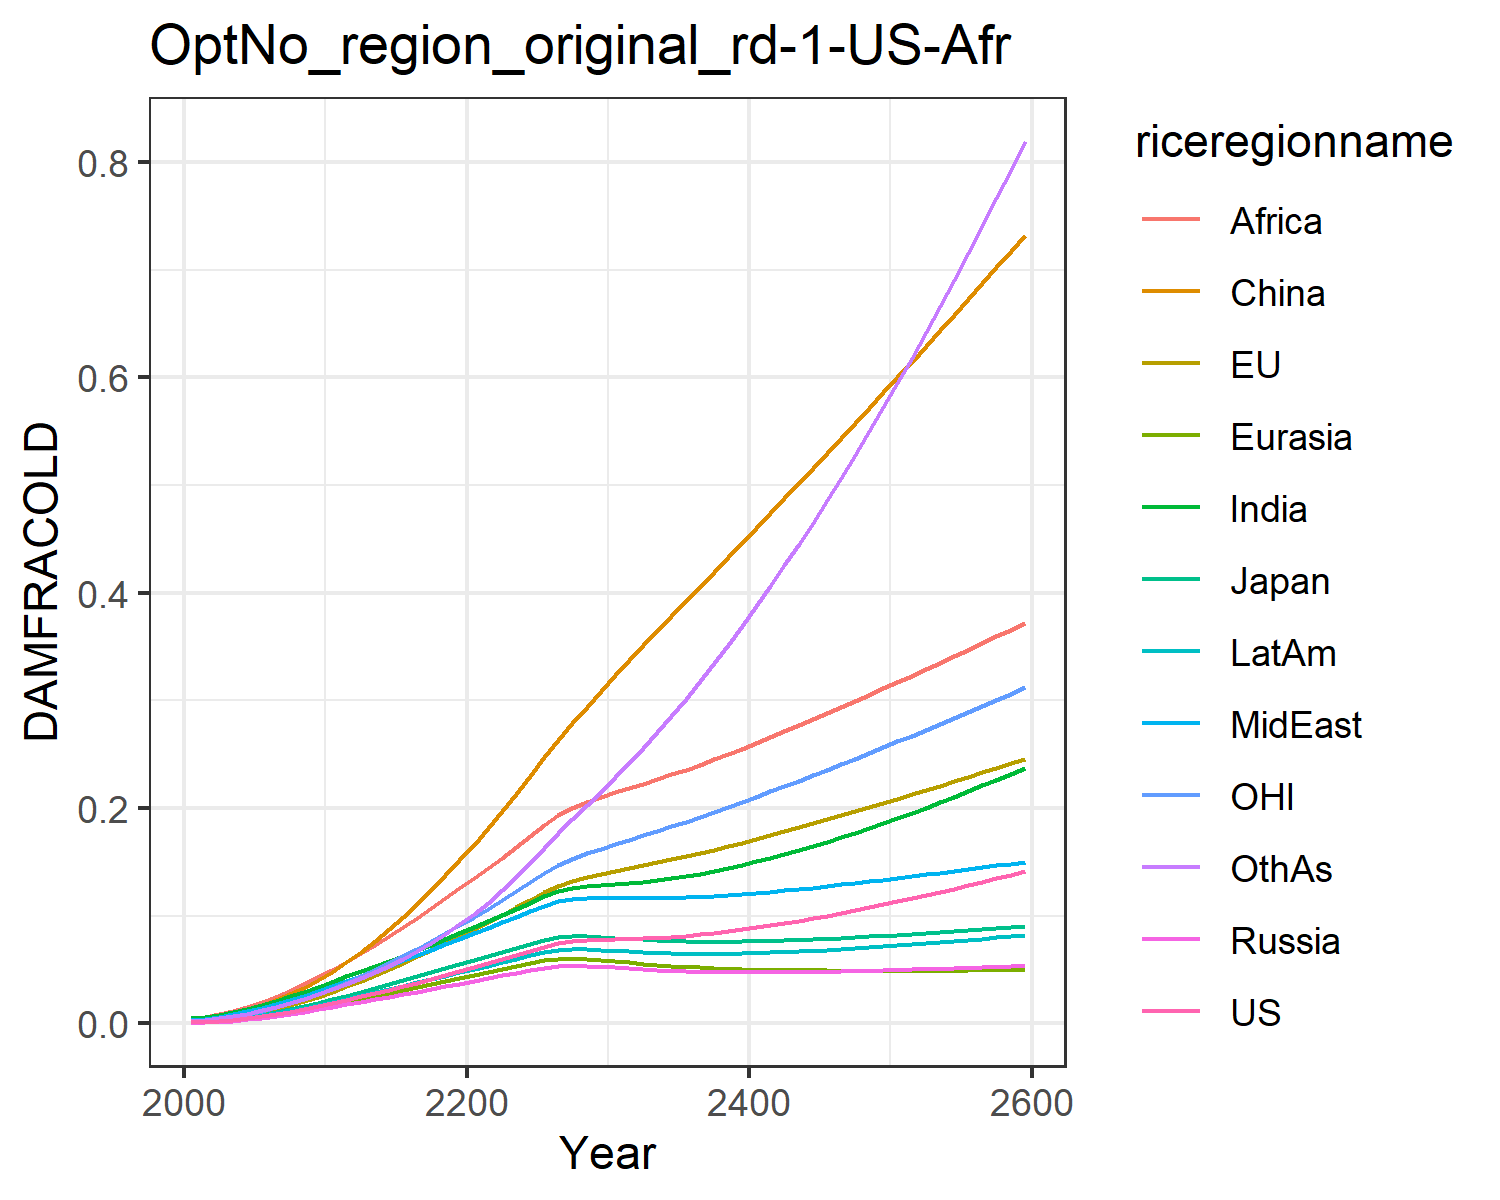 OptNo_region_original_rd-1-US-Afr
DAMFRACOLD
0.8
0.6
0.4
0.2
0.0
2000 2200 2400 2600
Year
riceregionname
Africa
China
EU
Eurasia
India
Japan
LatAm
MidEast
OHI
OthAs
Russia
US